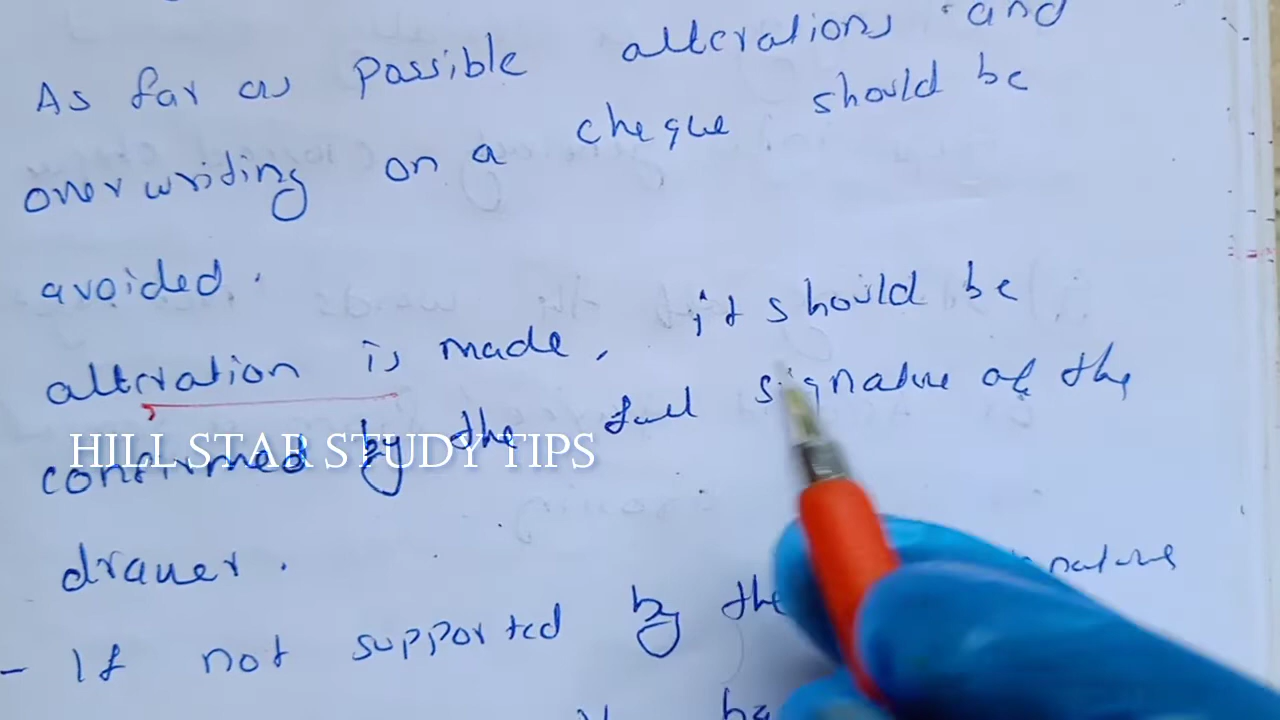 As far as possible alterations and
overwriting on a cheque should be
avoided.
alteration is made, it should be
confirmed by the full signature of the
HILL STAR STUDY TIPS
drawer.
- If not supported by the